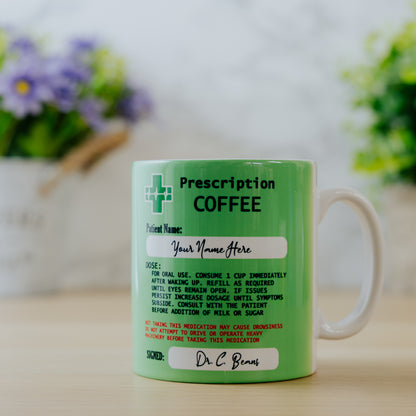 Prescription
COFFEE
Patient Name:
Your Name Here
DOSE:
FOR ORAL USE. CONSUME 1 CUP IMMEDIATELY
AFTER WAKING UP. REFILL AS REQUIRED
UNTIL EYES REMAIN OPEN. IF ISSUES
PERSIST INCREASE DOSAGE UNTIL SYMPTOMS
SUBSIDE. CONSULT WITH THE PATIENT
BEFORE ADDITION OF MILK OR SUGAR
NOT TAKING THIS MEDICATION MAY CAUSE DROWSINESS
DO NOT ATTEMPT TO DRIVE OR OPERATE HEAVY
MACHINERY BEFORE TAKING THIS MEDICATION
SIGNED:
Dr. C. Beans